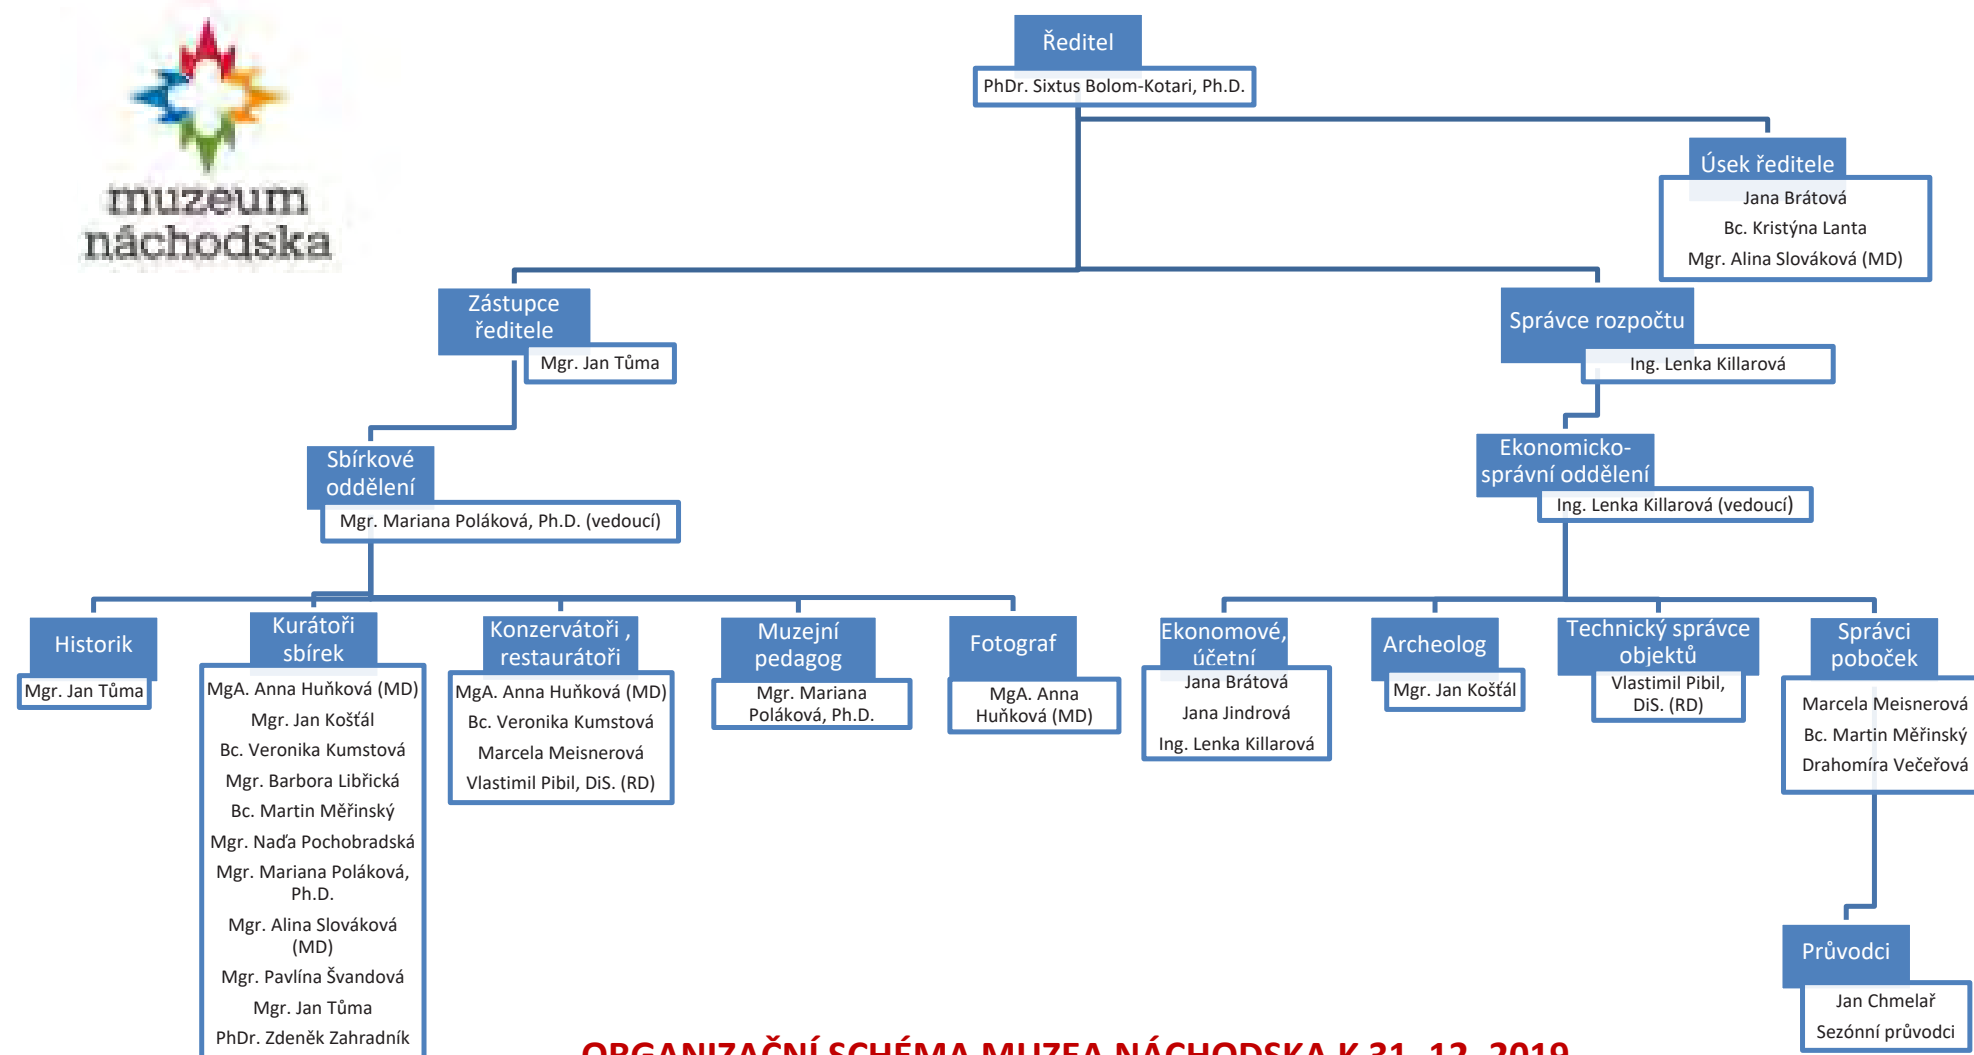 muzeum
náchodska
Ředitel
PhDr. Sixtus Bolom-Kotari, Ph.D.
Úsek ředitele
Jana Brátová
Bc. Kristýna Lanta
Mgr. Alina Slováková (MD)
Zástupce
ředitele
Mgr. Jan Tůma
Správce rozpočtu
Ing. Lenka Killarová
Sbírkové
oddělení
Mgr. Mariana Poláková, Ph.D. (vedoucí)
Ekonomicko-
správní oddělení
Ing. Lenka Killarová (vedoucí)
Historik
Mgr. Jan Tůma
Kurátoři
sbírek
MgA. Anna Huňková (MD)
Mgr. Jan Košťál
Bc. Veronika Kumstová
Mgr. Barbora Libřická
Bc. Martin Měřinský
Mgr. Naďa Pochobradská
Mgr. Mariana Poláková,
Ph.D.
Mgr. Alina Slováková
(MD)
Mgr. Pavlína Švandová
Mgr. Jan Tůma
PhDr. Zdeněk Zahradník
Konzervátoři ,
restaurátoři
MgA. Anna Huňková (MD)
Bc. Veronika Kumstová
Marcela Meisnerová
Vlastimil Pibil, DiS. (RD)
Muzejní
pedagog
Mgr. Mariana
Poláková, Ph.D.
Fotograf
MgA. Anna
Huňková (MD)
Ekonomové,
účetní
Jana Brátová
Jana Jindrová
Ing. Lenka Killarová
Archeolog
Mgr. Jan Košťál
Technický správce
objektů
Vlastimil Pibil,
DiS. (RD)
Správci
poboček
Marcela Meisnerová
Bc. Martin Měřinský
Drahomíra Večeřová
Průvodci
Jan Chmelař
Sezónní průvodci
ORGANIZAČNÍ SCHÉMA MUZEA NÁCHODSKA K 31. 12. 2019